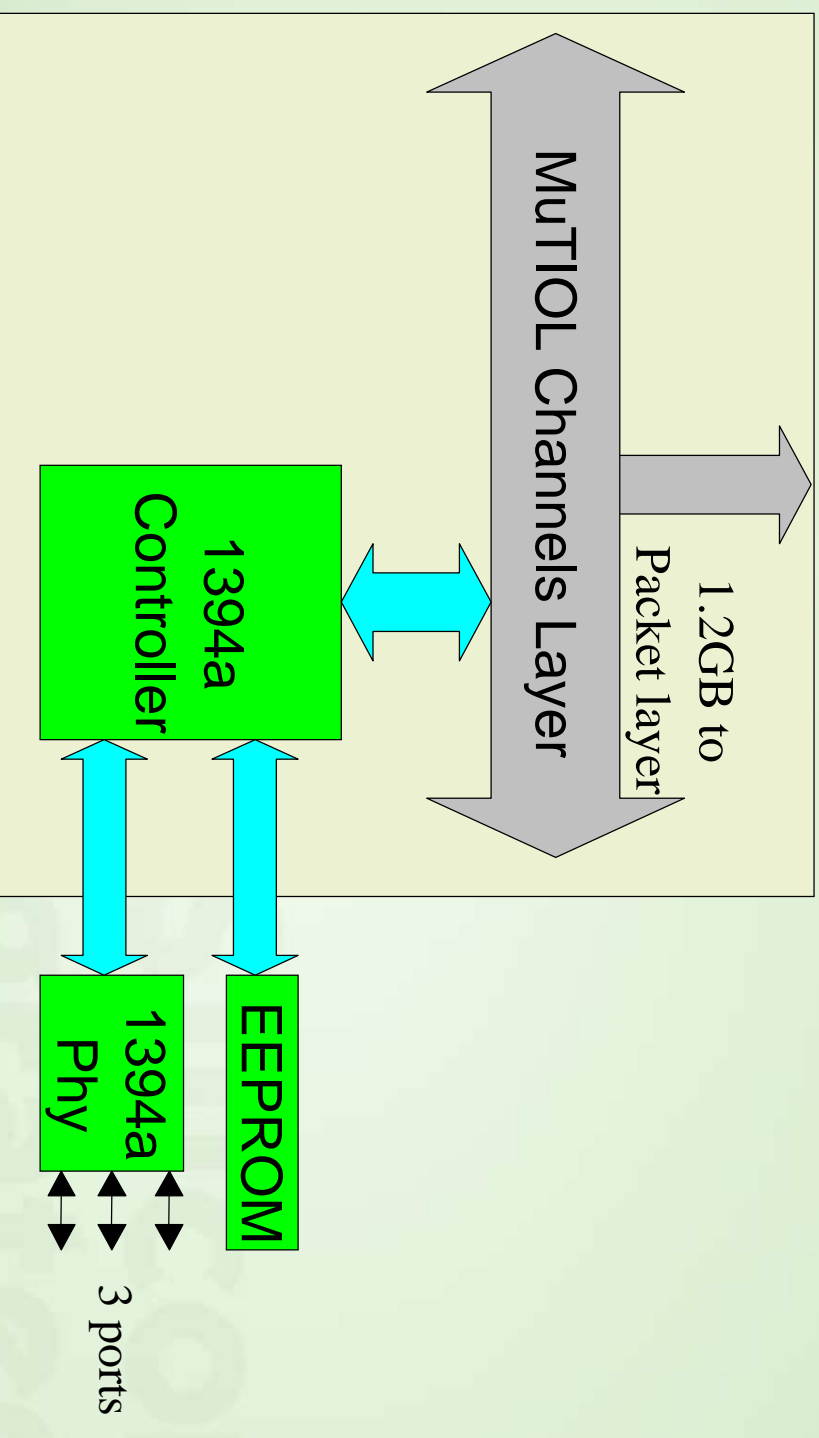 1.2GB to
Packet layer
MuTIOL Channels Layer
1394a
Controller
EEPROM
1394a
Phy
3 ports